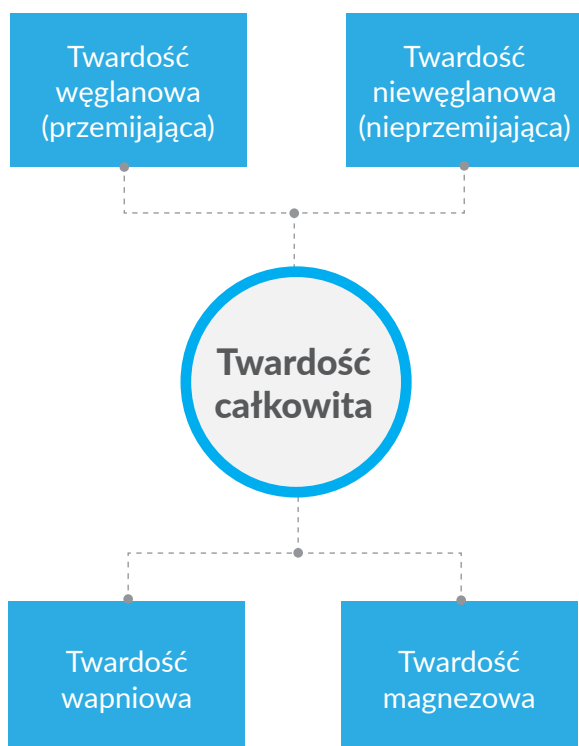 Twardość
węglanowa
(przemijająca)
Twardość
niewęglanowa
(nieprzemijająca)
Twardość
całkowita
Twardość
wapniowa
Twardość
magnezowa